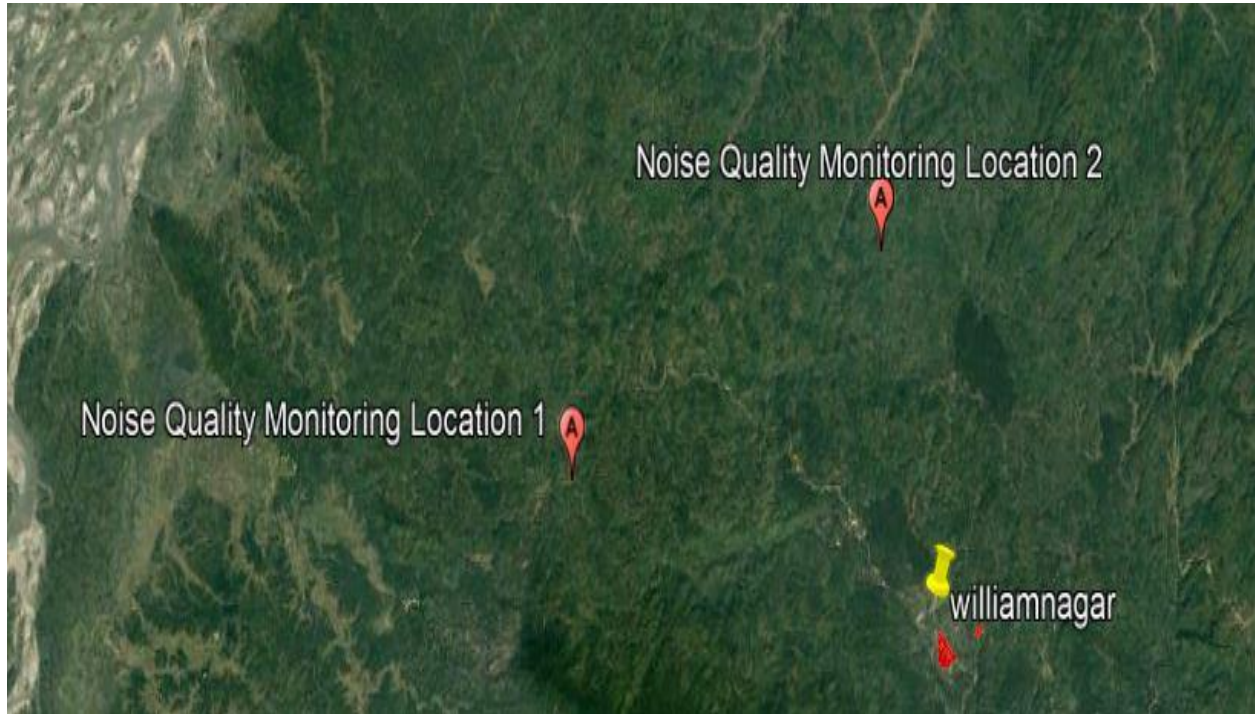 Noise Quality Monitoring Location 2
A
Noise Quality Monitoring Location 1
A
williamnagar